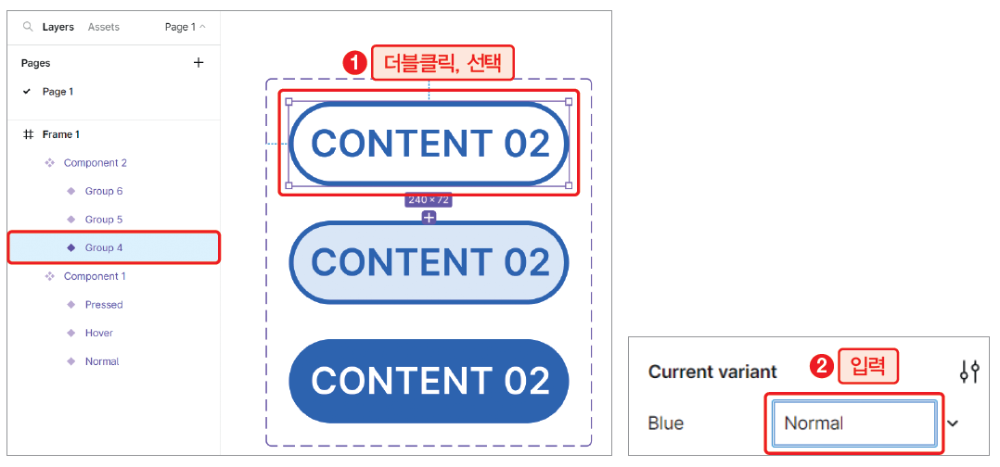 Layers Assets Page 1
Pages
Page 1
Frame 1
Component 2
Group 6
Group 5
Group 4
Component 1
Pressed
Hover
Normal
1 더블클릭, 선택
CONTENT 02
240 × 72
CONTENT 02
CONTENT 02
Current variant
2 입력
Blue
Normal